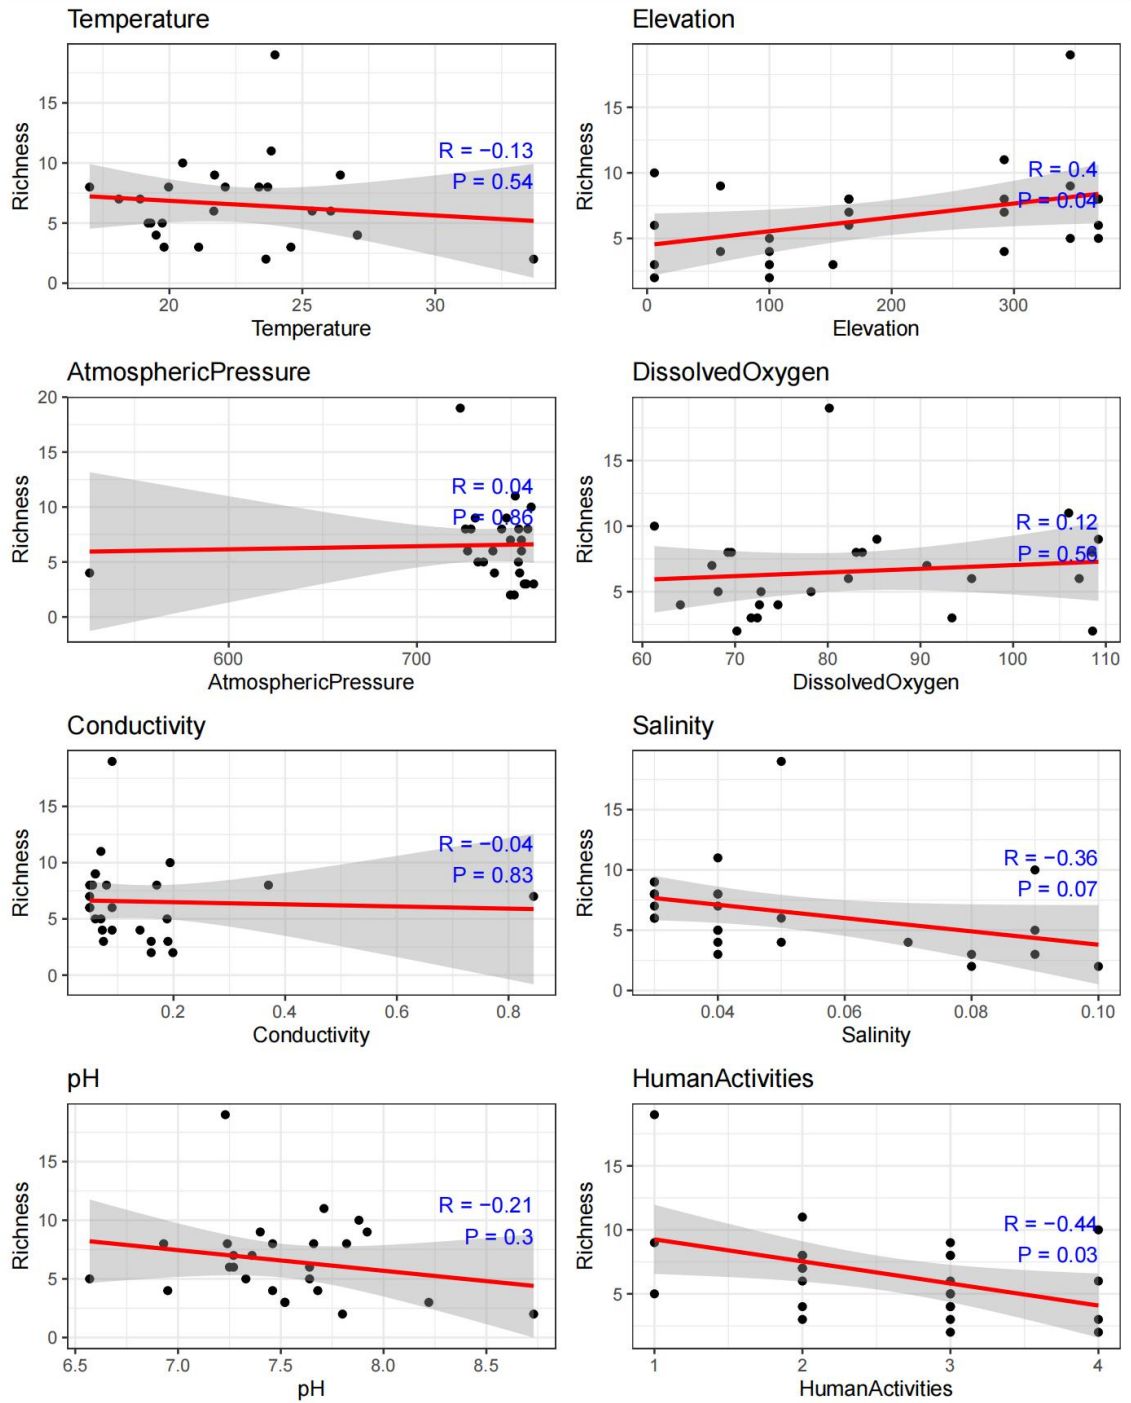 Temperature
Richness
15
10
5
0
R = −0.13
P = 0.54
20 25 30
Temperature
Elevation
Richness
15
10
5
R = 0.4
P = 0.04
0 100 200 300
Elevation
AtmosphericPressure
Richness
20
15
10
5
0
R = 0.04
P = 0.86
600 700
AtmosphericPressure
DissolvedOxygen
Richness
15
10
5
R = 0.12
P = 0.56
60 70 80 90 100 110
DissolvedOxygen
Conductivity
Richness
15
10
5
0
R = −0.04
P = 0.83
0.2 0.4 0.6 0.8
Conductivity
Salinity
Richness
15
10
5
0
R = −0.36
P = 0.07
0.04 0.06 0.08 0.10
Salinity
pH
Richness
15
10
5
0
R = −0.21
P = 0.3
6.5 7.0 7.5 8.0 8.5
pH
HumanActivities
Richness
15
10
5
R = −0.44
P = 0.03
1 2 3 4
HumanActivities